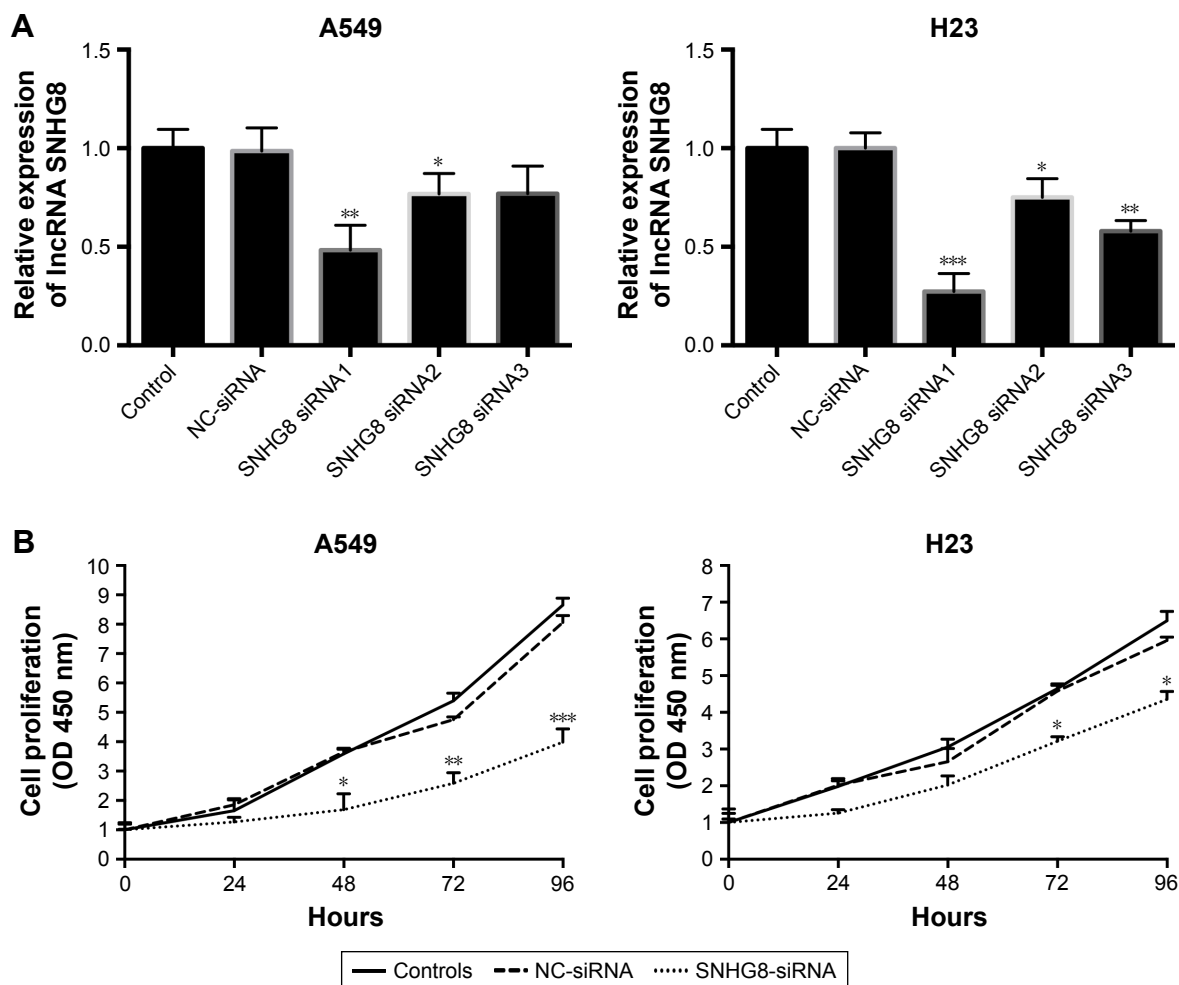 A
A549
Relative expression
of lncRNA SNHG8
1.5
1.0
0.5
0.0
**
*
Control
NC-siRNA
SNHG8 siRNA1
SNHG8 siRNA2
SNHG8 siRNA3
H23
Relative expression
of lncRNA SNHG8
1.5
1.0
0.5
0.0
***
*
**
Control
NC-siRNA
SNHG8 siRNA1
SNHG8 siRNA2
SNHG8 siRNA3
B
A549
Cell proliferation
(OD 450 nm)
10
9
8
7
6
5
4
3
2
1
0
*
**
***
0 24 48 72 96
Hours
H23
Cell proliferation
(OD 450 nm)
8
7
6
5
4
3
2
1
0
*
*
0 24 48 72 96
Hours
Controls NC-siRNA SNHG8-siRNA